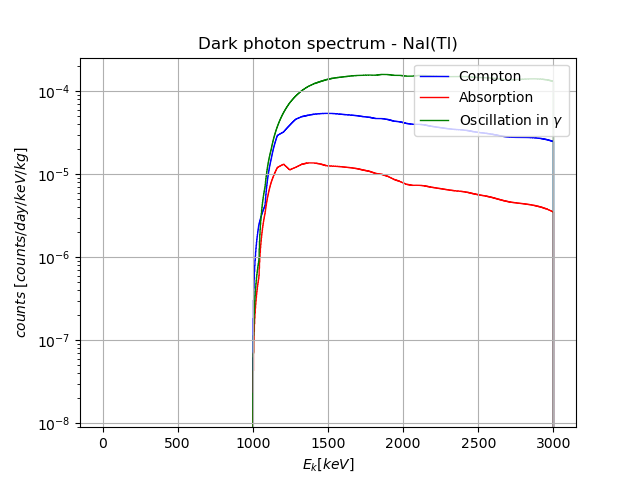 Dark photon spectrum - NaI(Tl)
Compton
Absorption
Oscillation in γ
10⁻⁴
10⁻⁵
10⁻⁶
10⁻⁷
10⁻⁸
counts [counts/day/keV/kg]
0 500 1000 1500 2000 2500 3000
E_k[keV]